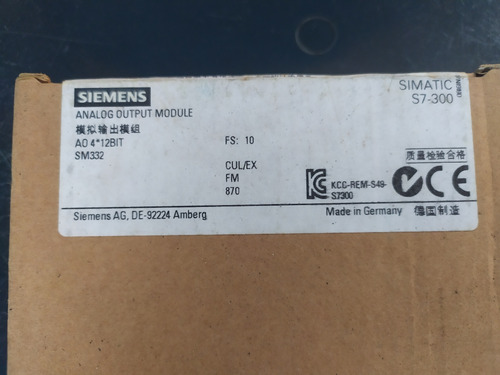 SIEMENS
SIMATIC
S7-300
ANALOG OUTPUT MODULE
模拟输出模组
AO 4*12BIT
FS: 10
SM332
CUL/EX
FM
870
质量检验合格
KCC-REM-S49-
S7300
CE
Siemens AG, DE-92224 Amberg
Made in Germany 德国制造